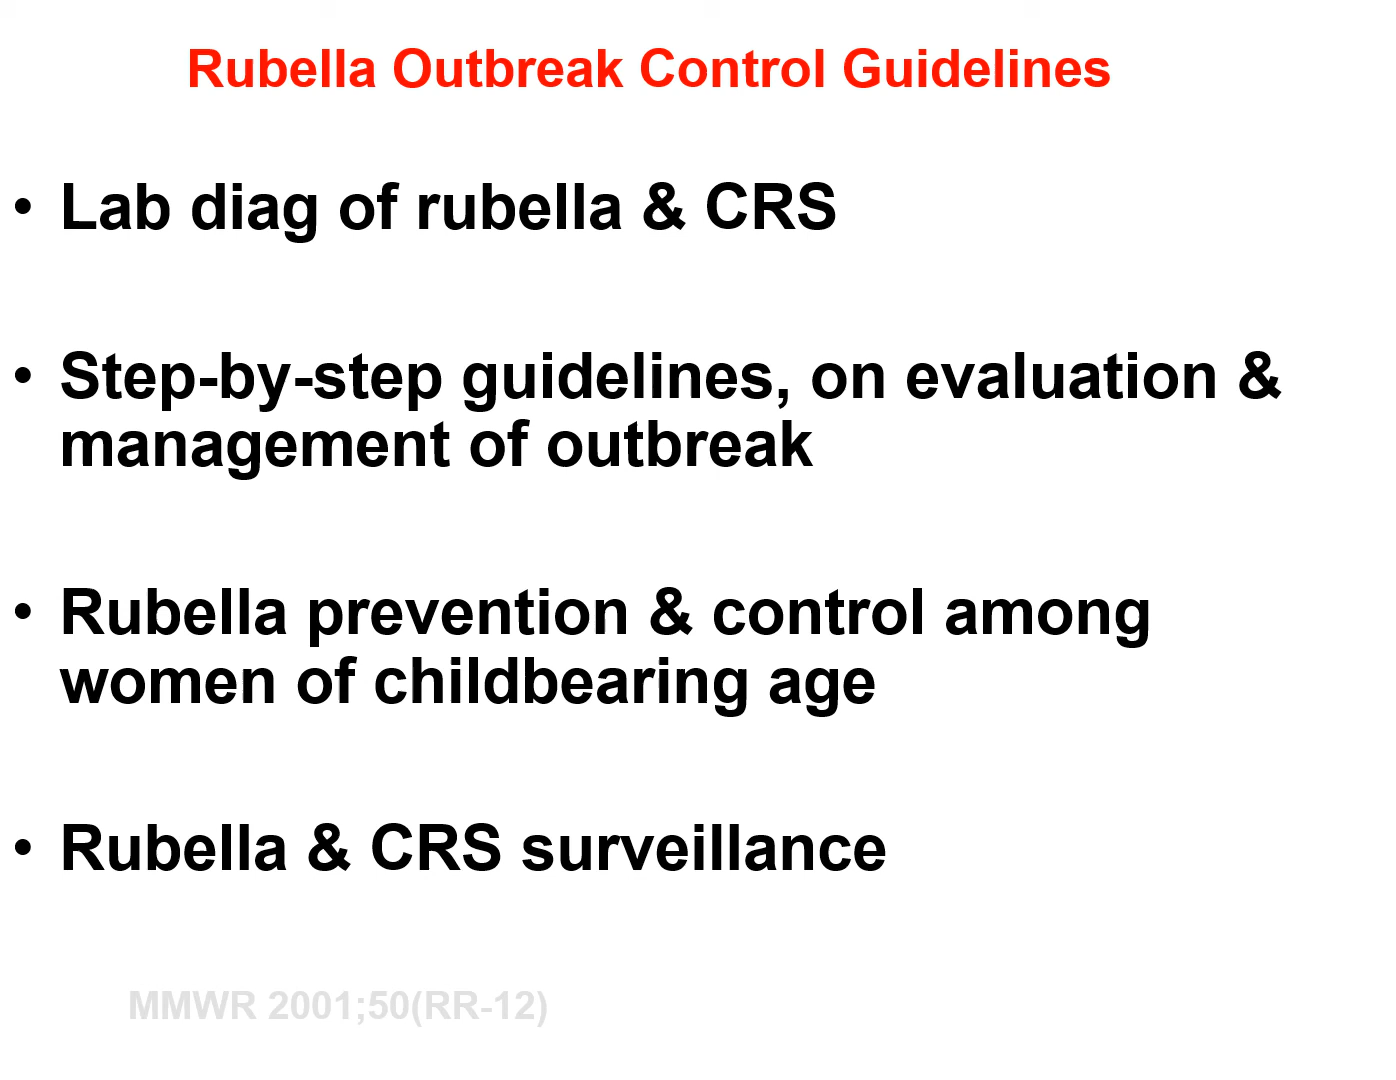 Rubella Outbreak Control Guidelines
• Lab diag of rubella & CRS
• Step-by-step guidelines, on evaluation &
management of outbreak
• Rubella prevention & control among
women of childbearing age
• Rubella & CRS surveillance
MMWR 2001;50(RR-12)